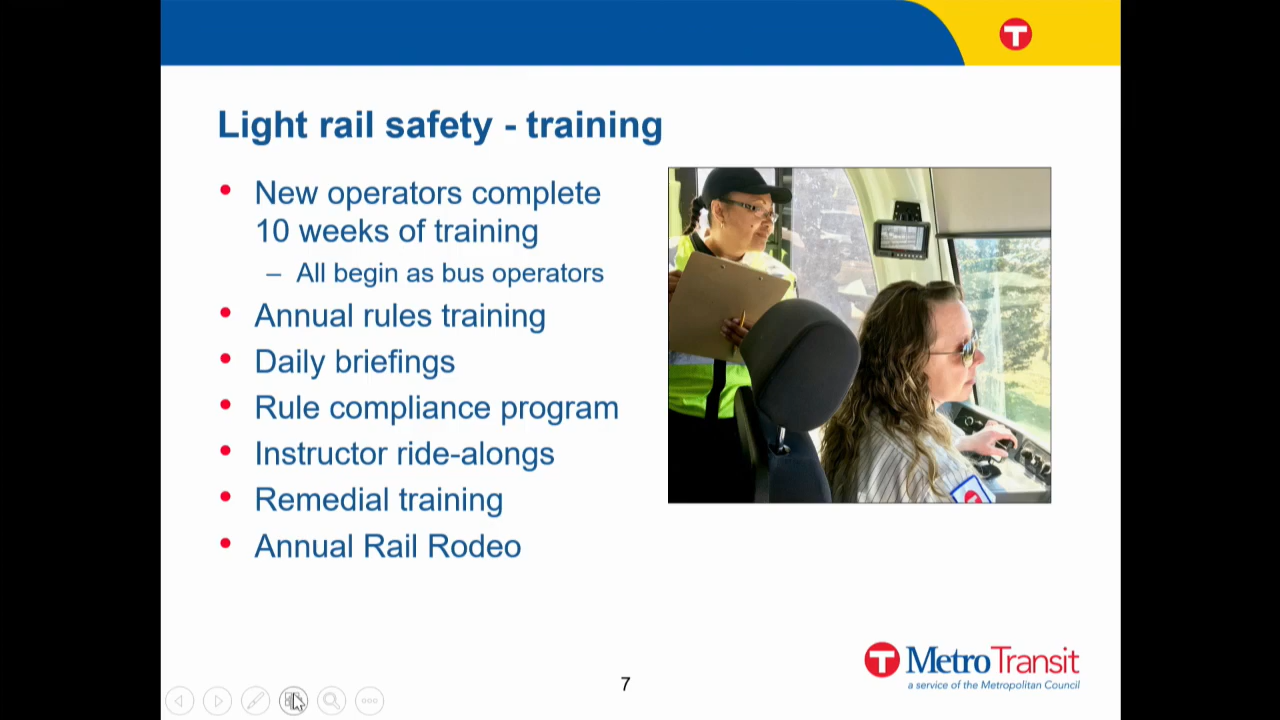 T
Light rail safety - training
• New operators complete
10 weeks of training
– All begin as bus operators
• Annual rules training
• Daily briefings
• Rule compliance program
• Instructor ride-alongs
• Remedial training
• Annual Rail Rodeo
T MetroTransit
a service of the Metropolitan Council
7